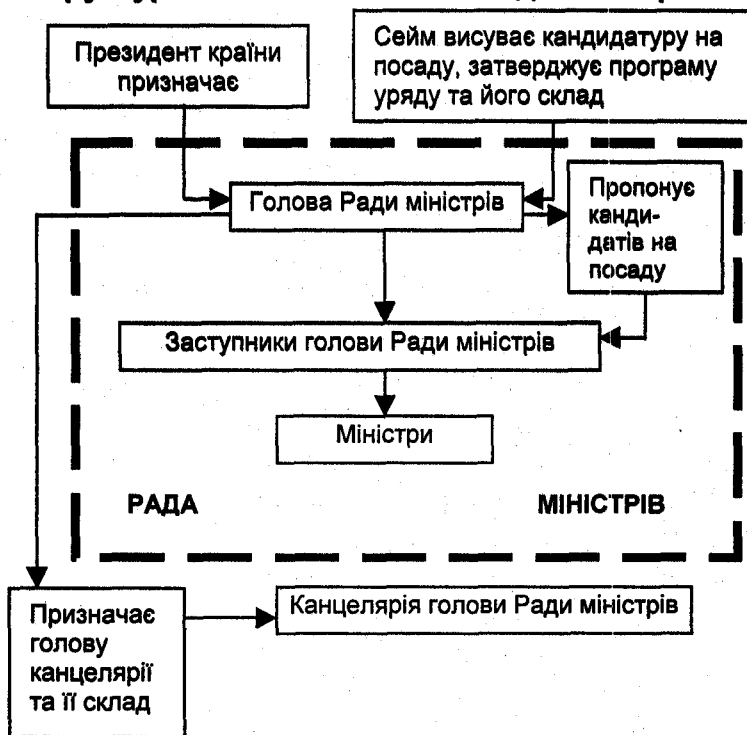 Президент країни
призначає
Сейм висуває кандидатуру на
посаду, затверджує програму
уряду та його склад
Голова Ради міністрів
Пропонує
канди-
датів на
посаду
Заступники голови Ради міністрів
Міністри
РАДА МІНІСТРІВ
Призначає
голову
канцелярії
та її склад
Канцелярія голови Ради міністрів